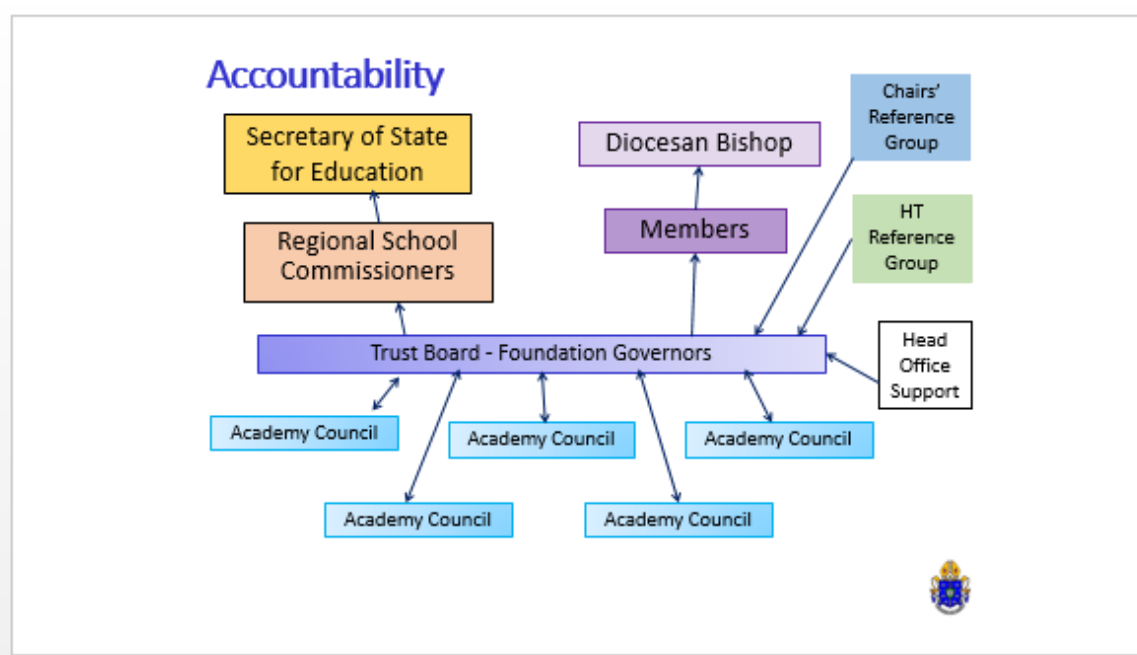 Accountability
Secretary of State
for Education
Diocesan Bishop
Chairs'
Reference
Group
Regional School
Commissioners
Members
HT
Reference
Group
Trust Board - Foundation Governors
Head
Office
Support
Academy Council
Academy Council
Academy Council
Academy Council
Academy Council